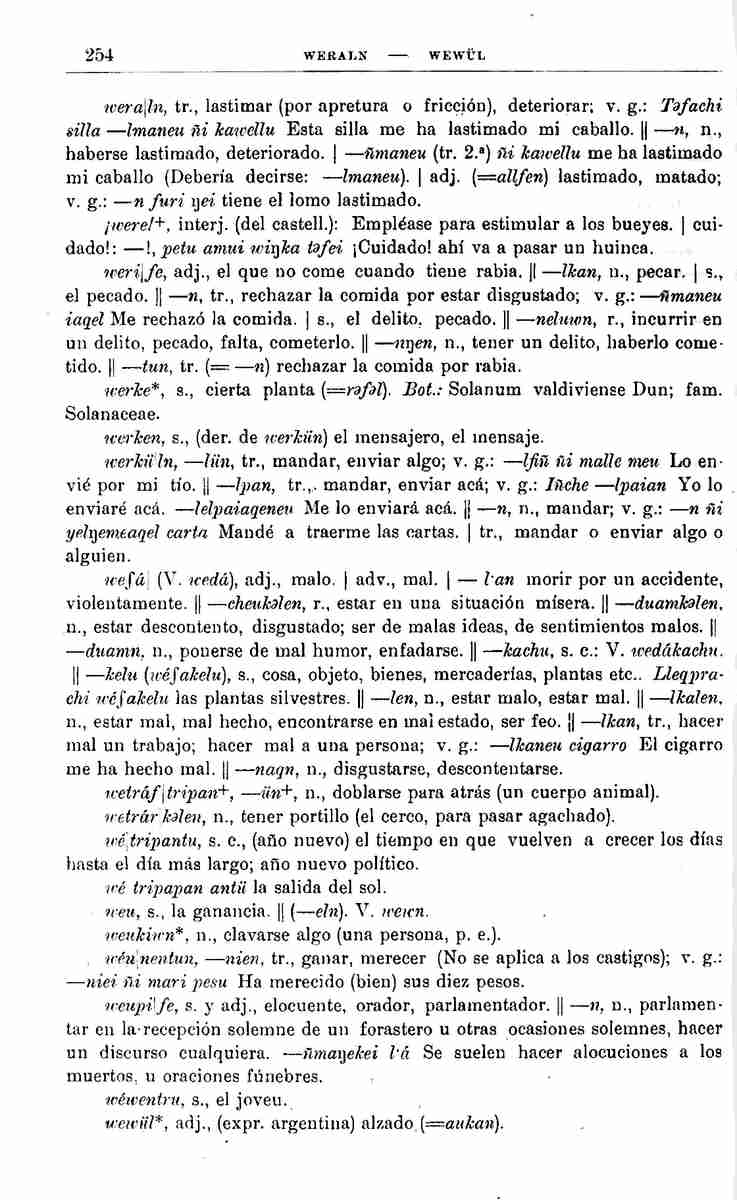 254 WERALN — WEWÜL
wera|ln, tr., lastimar (por apretura o fricción), deteriorar; v. g.: Təfachi
silla —lmaneu ñi kawellu Esta silla me ha lastimado mi caballo. || —n, n.,
haberse lastimado, deteriorado. | —ñmaneu (tr. 2.ª) ñi kawellu me ha lastimado
mi caballo (Debería decirse: —lmaneu). | adj. (=allfen) lastimado, matado;
v. g.: —n furi ŋei tiene el lomo lastimado.
¡were!+, interj. (del castell.): Empléase para estimular a los bueyes. | cui-
dado!: —!, petu amui wiŋka təfei ¡Cuidado! ahí va a pasar un huinca.
weri|fe, adj., el que no come cuando tiene rabia. || —lkan, n., pecar. | s.,
el pecado. || —n, tr., rechazar la comida por estar disgustado; v. g.: —ñmaneu
iaqel Me rechazó la comida. | s., el delito, pecado. || —neluwn, r., incurrir en
un delito, pecado, falta, cometerlo. || —nŋen, n., tener un delito, haberlo come-
tido. || —tun, tr. (= —n) rechazar la comida por rabia.
werke*, s., cierta planta (=rəfəl). Bot.: Solanum valdiviense Dun; fam.
Solanaceae.
werken, s., (der. de werkün) el mensajero, el mensaje.
werkü|ln, —lün, tr., mandar, enviar algo; v. g.: —lfiñ ñi malle meu Lo en-
vié por mi tío. || —lpan, tr.,. mandar, enviar acá; v. g.: Iñche —lpaian Yo lo
enviaré acá. —lelpaiaqeneu Me lo enviará acá. || —n, n., mandar; v. g.: —n ñi
yelŋemeaqel carta Mandé a traerme las cartas. | tr., mandar o enviar algo o
alguien.
weʃá| (V. wedá), adj., malo. | adv., mal. | — l·an morir por un accidente,
violentamente. || —cheukəlen, r., estar en una situación mísera. || —duamkəlen,
n., estar descontento, disgustado; ser de malas ideas, de sentimientos malos. ||
—duamn, n., ponerse de mal humor, enfadarse. || —kachu, s. c.: V. wedákachu.
|| —kelu (wéʃakelu), s., cosa, objeto, bienes, mercaderías, plantas etc.. Lleqpra-
chi wéʃakelu las plantas silvestres. || —len, n., estar malo, estar mal. || —lkalen,
n., estar mal, mal hecho, encontrarse en mal estado, ser feo. || —lkan, tr., hacer
mal un trabajo; hacer mal a una persona; v. g.: —lkaneu cigarro El cigarro
me ha hecho mal. || —naqn, n., disgustarse, descontentarse.
wetráf|tripan+, —ün+, n., doblarse para atrás (un cuerpo animal).
wetrár|kəlen, n., tener portillo (el cerco, para pasar agachado).
wé|tripantu, s. c., (año nuevo) el tiempo en que vuelven a crecer los días
hasta el día más largo; año nuevo político.
wé tripapan antü la salida del sol.
weu, s., la ganancia. || (—eln). V. wewn.
weukiwn*, n., clavarse algo (una persona, p. e.).
wéu|nentun, —nien, tr., ganar, merecer (No se aplica a los castigos); v. g.:
—niei ñi mari pesu Ha merecido (bien) sus diez pesos.
weupi|fe, s. y adj., elocuente, orador, parlamentador. || —n, n., parlamen-
tar en la recepción solemne de un forastero u otras ocasiones solemnes, hacer
un discurso cualquiera. —ñmaŋekei l·á Se suelen hacer alocuciones a los
muertos, u oraciones fúnebres.
wéwentru, s., el joven.
wewül*, adj., (expr. argentina) alzado (=aukan).